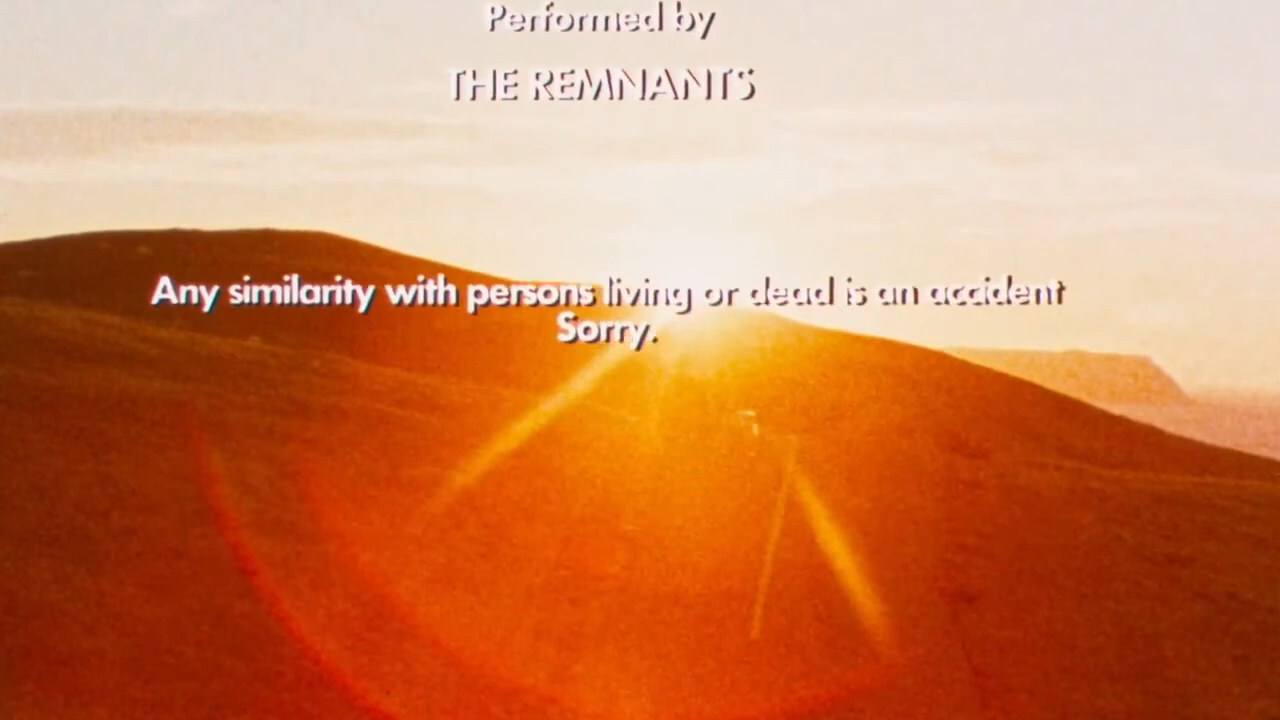 Performed by
THE REMNANTS
Any similarity with persons living or dead is an accident
Sorry.